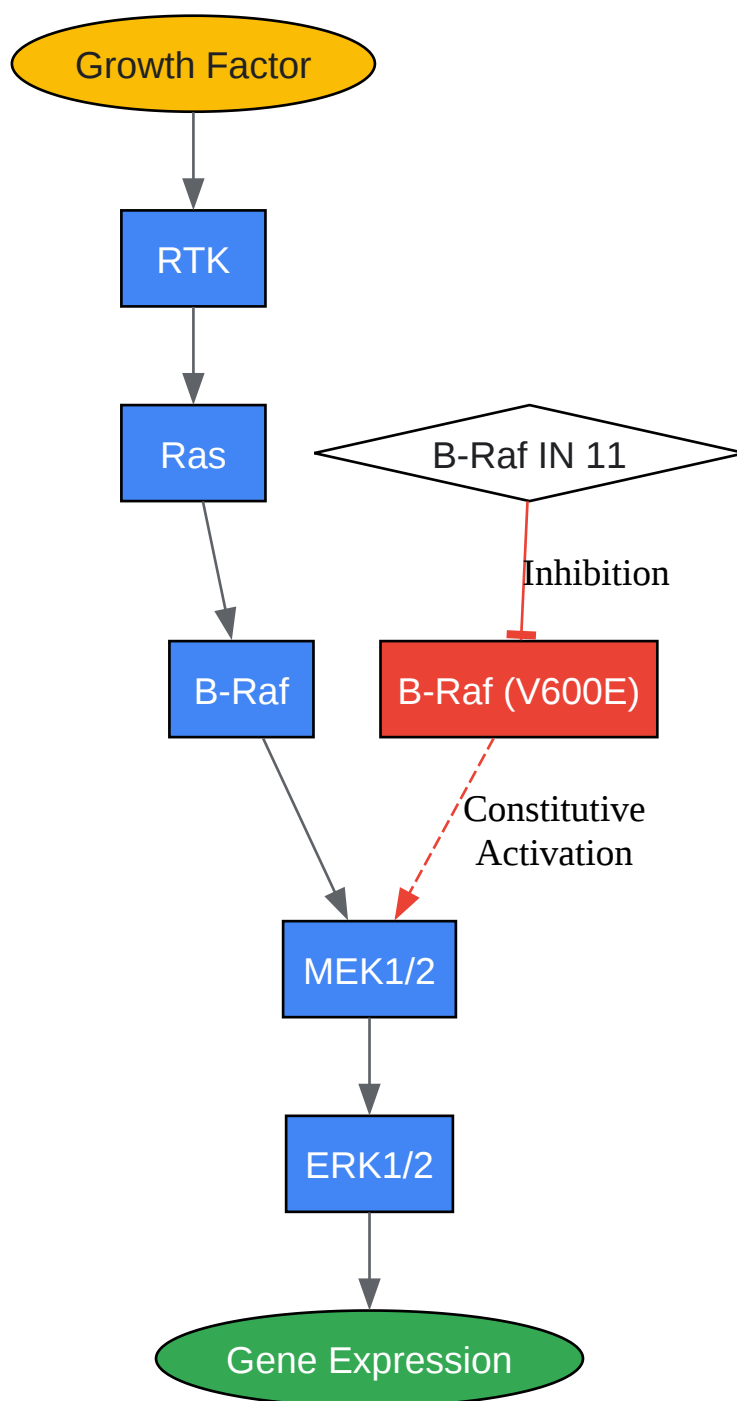 Growth Factor
RTK
Ras
B-Raf IN 11
Inhibition
B-Raf
B-Raf (V600E)
Constitutive
Activation
MEK1/2
ERK1/2
Gene Expression